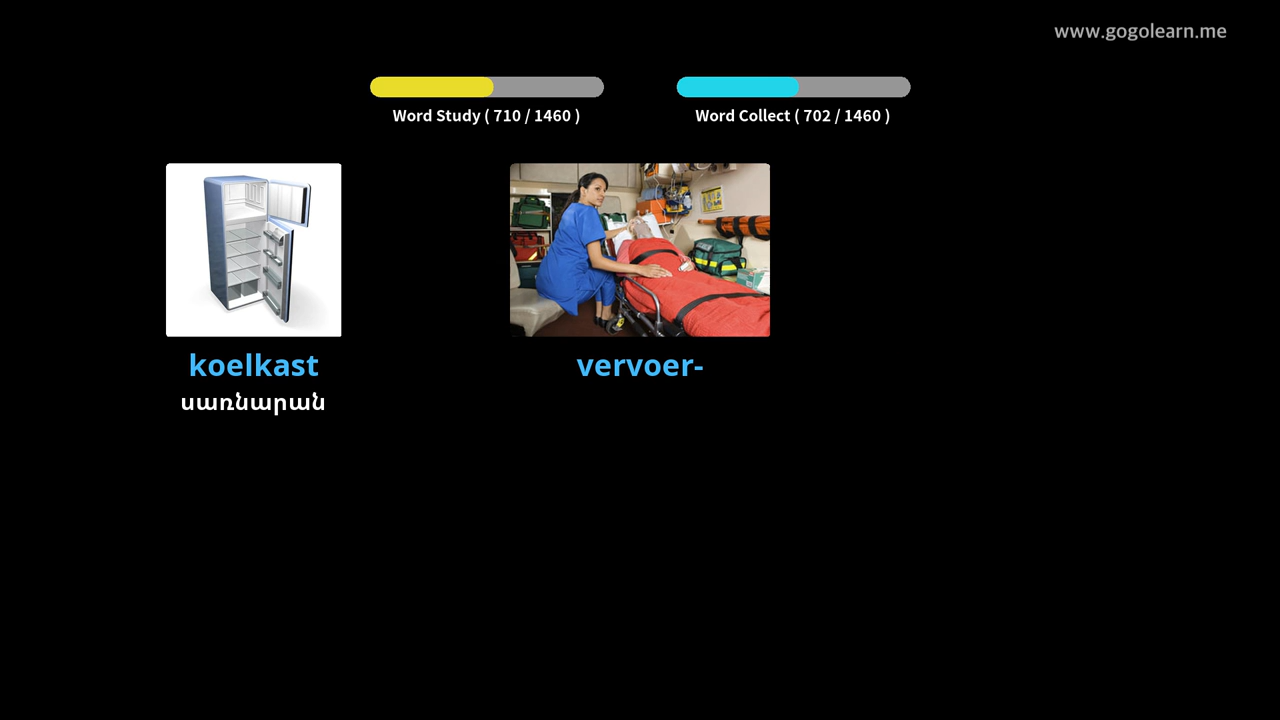 www.gogolearn.me
Word Study ( 710 / 1460 )
Word Collect ( 702 / 1460 )
koelkast
սառնարան
vervoer-